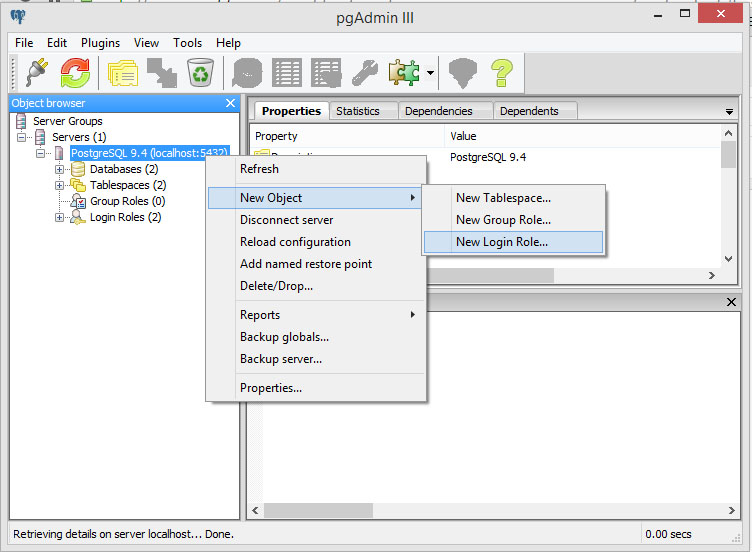 pgAdmin III
File Edit Plugins View Tools Help
Object browser
Server Groups
Servers (1)
PostgreSQL 9.4 (localhost:5432)
Databases (2)
Tablespaces (2)
Group Roles (0)
Login Roles (2)
Properties Statistics Dependencies Dependents
Property Value
PostgreSQL 9.4
Refresh
New Object
Disconnect server
Reload configuration
Add named restore point
Delete/Drop...
Reports
Backup globals...
Backup server...
Properties...
New Tablespace...
New Group Role...
New Login Role...
Retrieving details on server localhost... Done.
0.00 secs